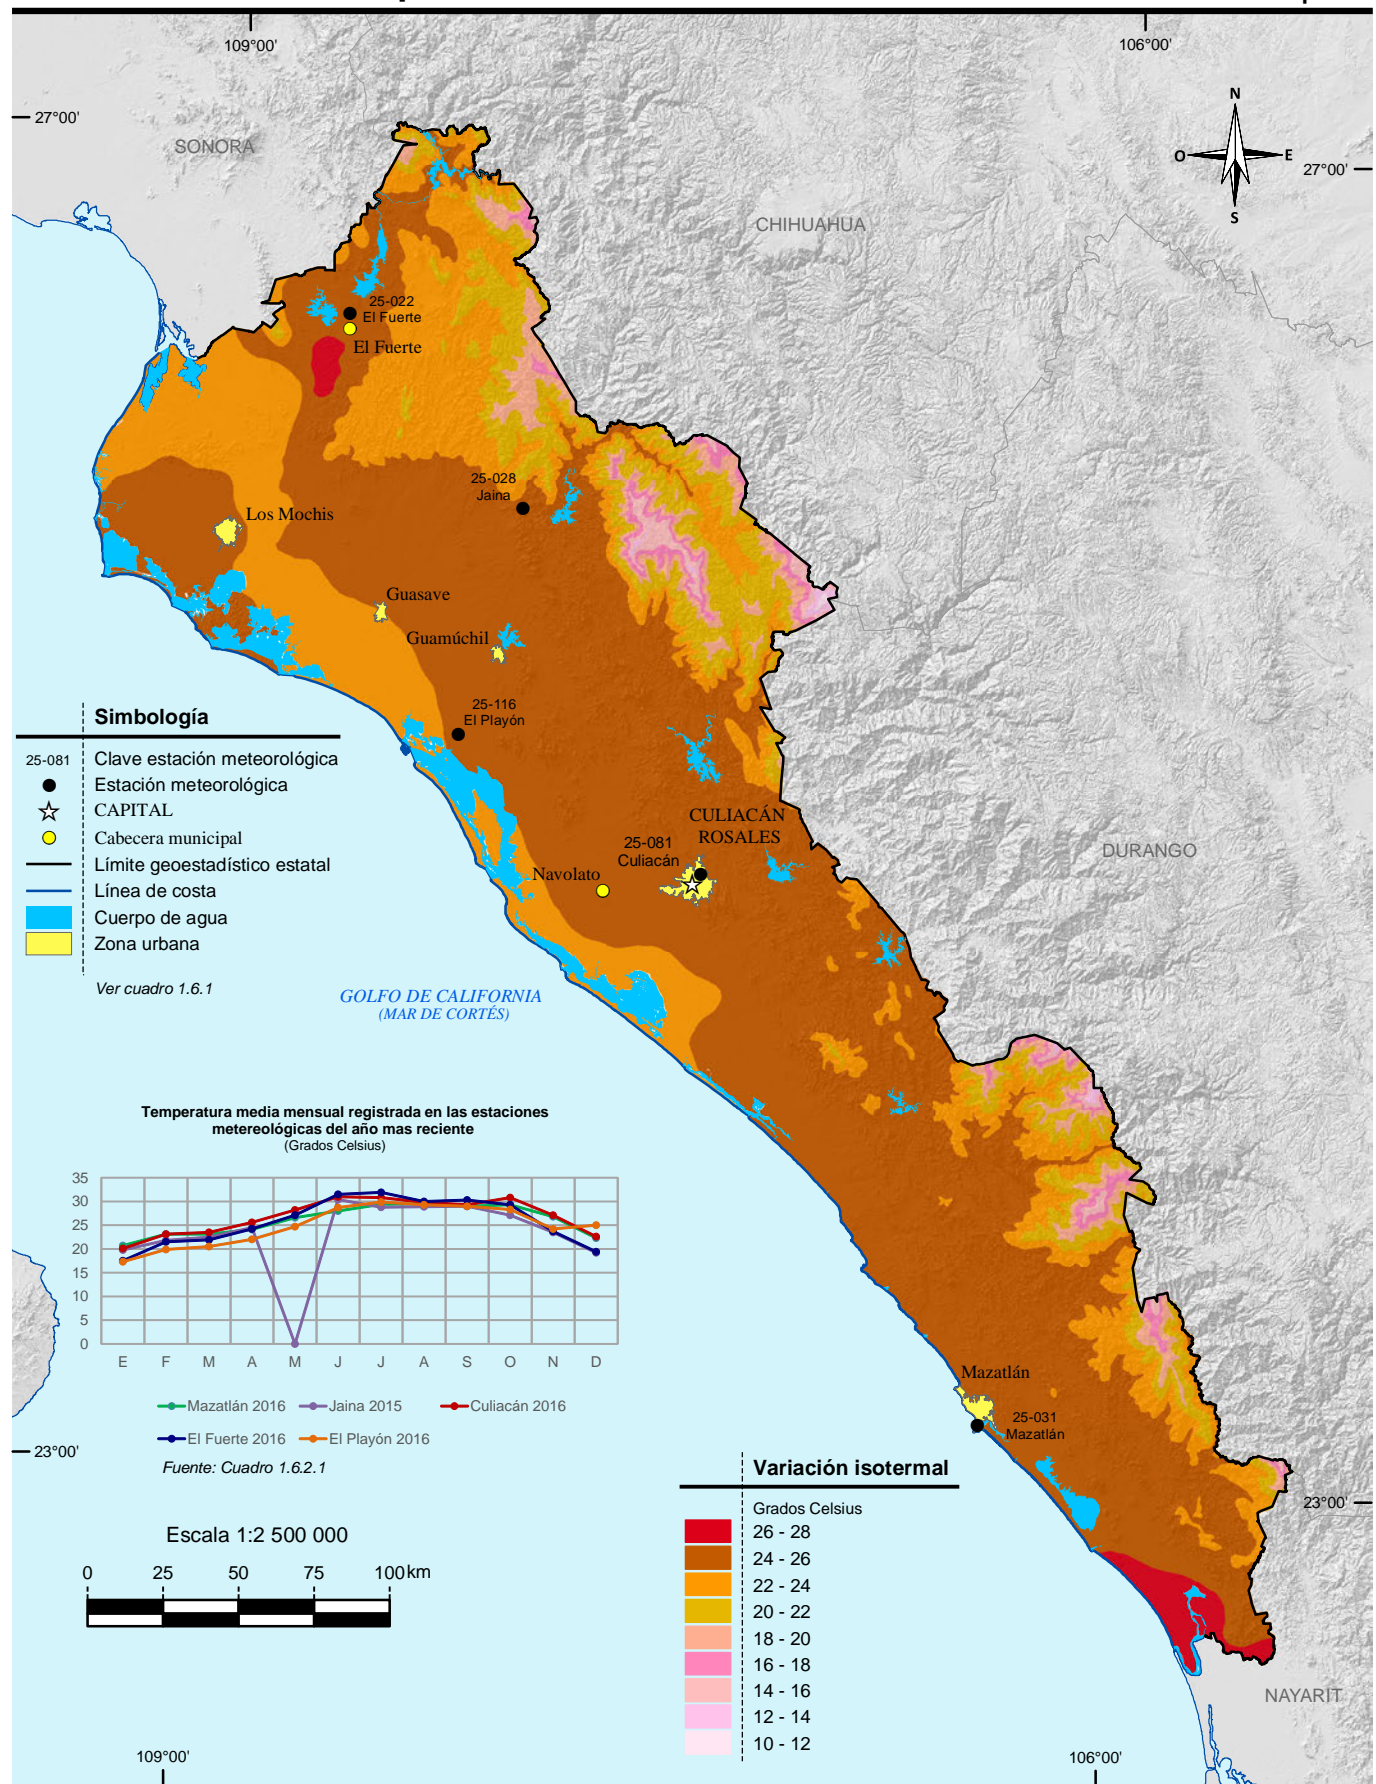 109°00'
106°00'
27°00'
27°00'
N
O
E
S
SONORA
CHIHUAHUA
25-022
El Fuerte
El Fuerte
25-028
Jaina
Los Mochis
Guasave
Guamúchil
25-116
El Playón
Simbología
25-081
Clave estación meteorológica
Estación meteorológica
CAPITAL
Cabecera municipal
Límite geoestadístico estatal
Línea de costa
Cuerpo de agua
Zona urbana
Ver cuadro 1.6.1
CULIACÁN
ROSALES
25-081
Culiacán
Navolato
DURANGO
GOLFO DE CALIFORNIA
(MAR DE CORTÉS)
Temperatura media mensual registrada en las estaciones
metereológicas del año mas reciente
(Grados Celsius)
35
30
25
20
15
10
5
0
E F M A M J J A S O N D
Mazatlán 2016 Jaina 2015 Culiacán 2016
El Fuerte 2016 El Playón 2016
Fuente: Cuadro 1.6.2.1
Mazatlán
25-031
Mazatlán
23°00'
23°00'
Escala 1:2 500 000
0 25 50 75 100 km
Variación isotermal
Grados Celsius
26 - 28
24 - 26
22 - 24
20 - 22
18 - 20
16 - 18
14 - 16
12 - 14
10 - 12
NAYARIT
109°00'
106°00'